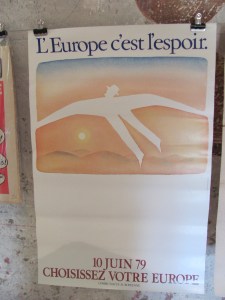 L'Europe c'est l'espoir.
10 JUIN 79
CHOISISSEZ VOTRE EUROPE